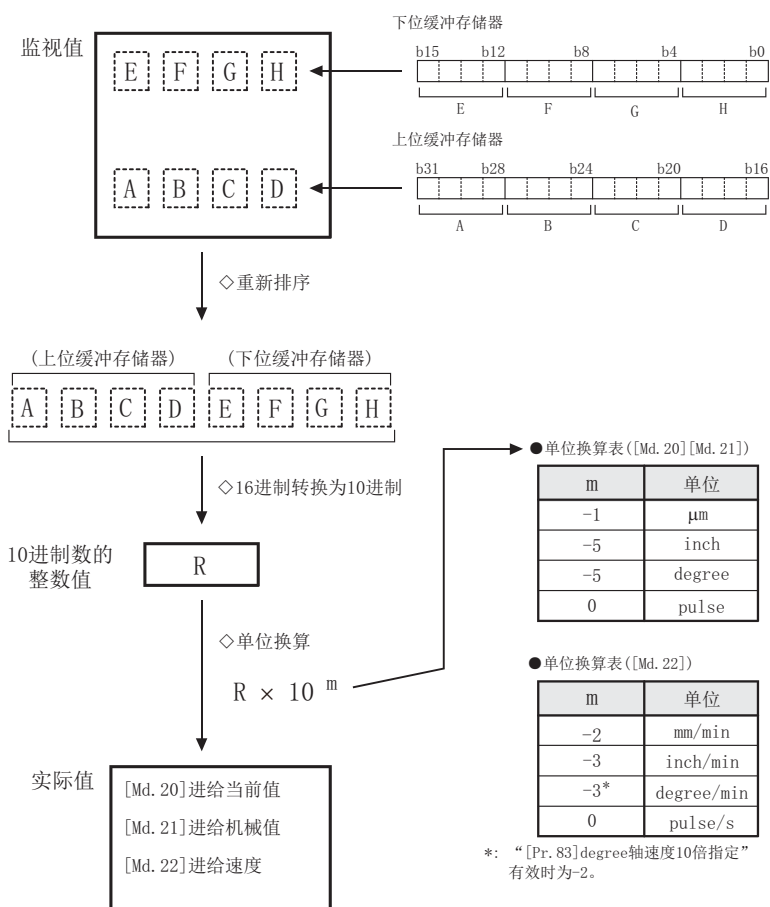 监视值
E F G H
A B C D
下位缓冲存储器
b15 b12 b8 b4 b0
E F G H
上位缓冲存储器
b31 b28 b24 b20 b16
A B C D
◇重新排序
(上位缓冲存储器) (下位缓冲存储器)
A B C D E F G H
◇16进制转换为10进制
10进制数的
整数值
R
◇单位换算
R × 10 m
●单位换算表([Md.20][Md.21])
m 单位
-1 μm
-5 inch
-5 degree
0 pulse
●单位换算表([Md.22])
m 单位
-2 mm/min
-3 inch/min
-3* degree/min
0 pulse/s
*: “[Pr.83]degree轴速度10倍指定”
有效时为-2。
实际值
[Md.20]进给当前值
[Md.21]进给机械值
[Md.22]进给速度